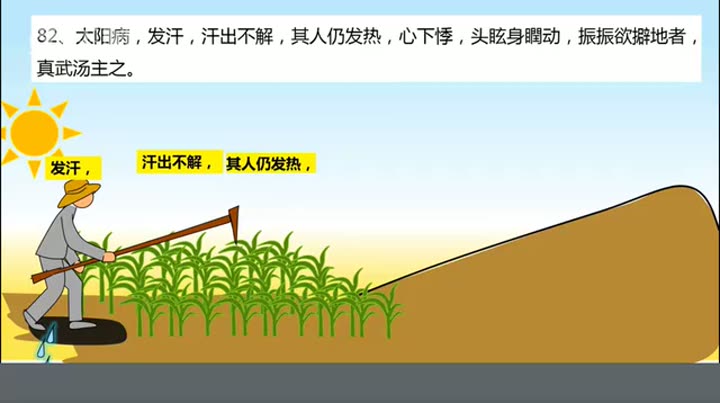 82、太阳病，发汗，汗出不解，其人仍发热，心下悸，头眩身瞤动，振振欲擗地者，
真武汤主之。
发汗，
汗出不解，
其人仍发热，